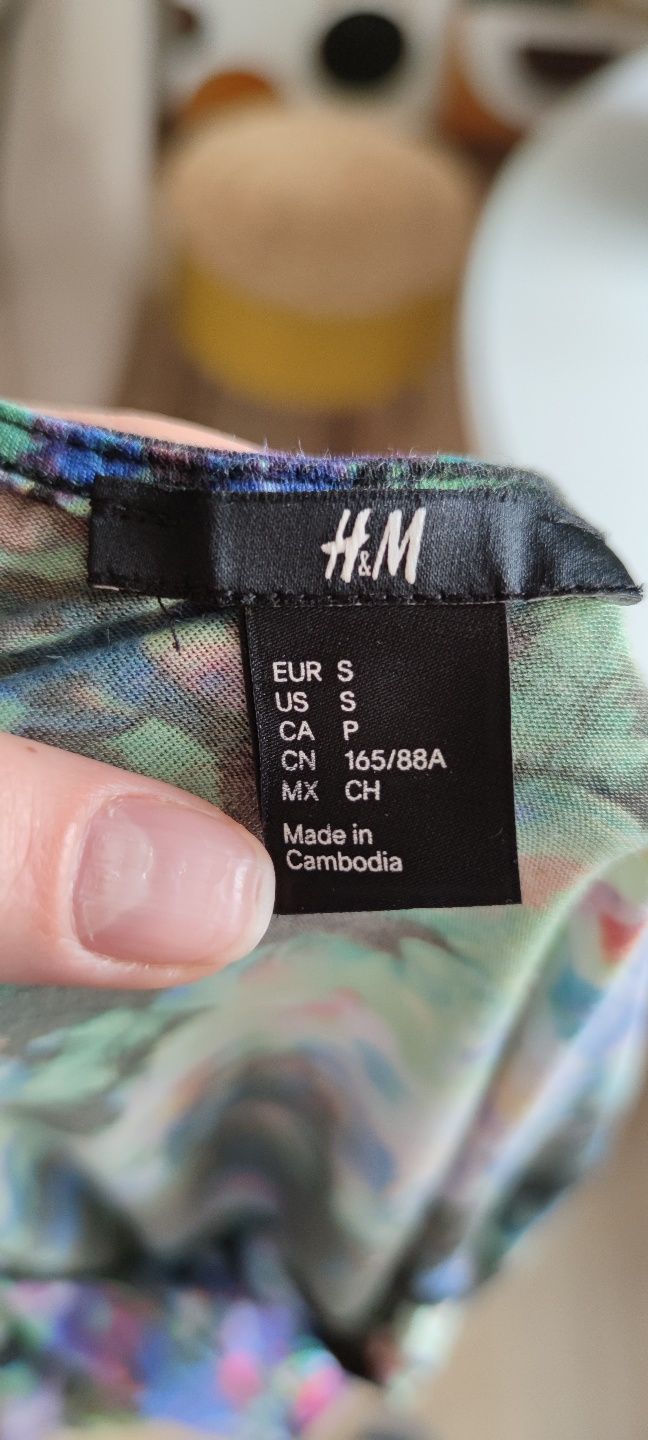 H&M
EUR S
US S
CA P
CN 165/88A
MX CH
Made in
Cambodia